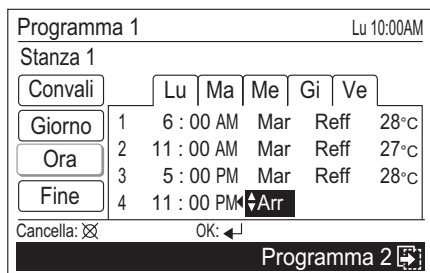 Programma 1 Lu 10:00AM
Stanza 1
Convali Lu Ma Me Gi Ve
Giorno 1 6 : 00 AM Mar Reff 28°C
Ora 2 11 : 00 AM Mar Reff 27°C
3 5 : 00 PM Mar Reff 28°C
Fine 4 11 : 00 PM Arr
Cancella: OK:
Programma 2